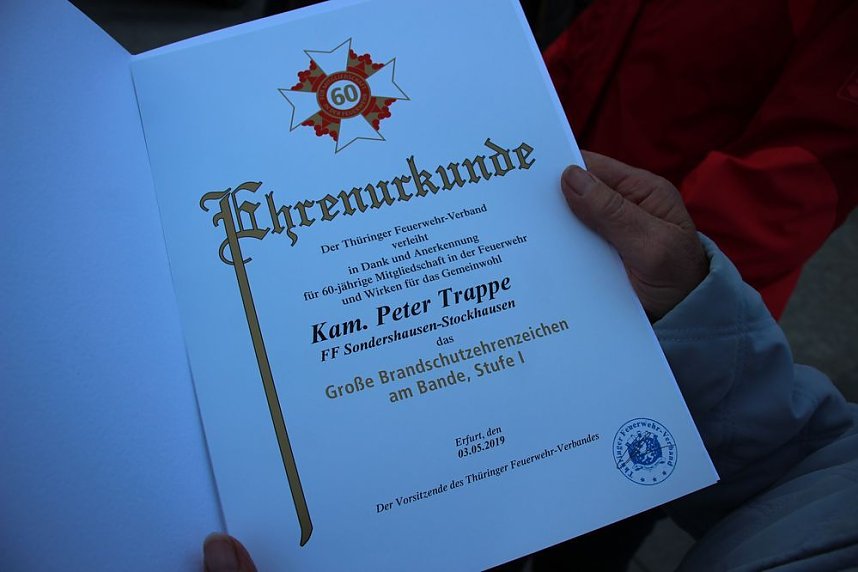 60
Ehrenurkunde
Der Thüringer Feuerwehr-Verband
verleiht
in Dank und Anerkennung
für 60-jährige Mitgliedschaft in der Feuerwehr
und Wirken für das Gemeinwohl
Kam. Peter Trappe
FF Sondershausen-Stockhausen
das
Große Brandschutzehrenzeichen
am Bande, Stufe I
Erfurt, den
03.05.2019
Der Vorsitzende des Thüringer Feuerwehr-Verbandes
Thüringer Feuerwehr-Verband